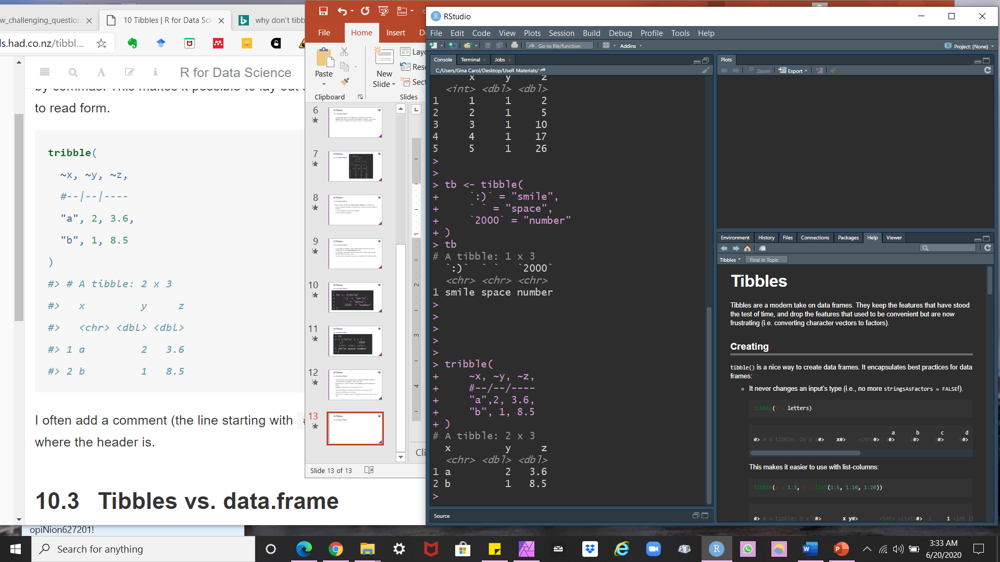 w_challenging_question
10 Tibbles | R for Data Sci
why don't tibb
ls.had.co.nz/tibbl...
R for Data Science
to read form.
tribble(
~x, ~y, ~z,
#--|--|----
"a", 2, 3.6,
"b", 1, 8.5
)
#> # A tibble: 2 x 3
#> x y z
#> <chr> <dbl> <dbl>
#> 1 a 2 3.6
#> 2 b 1 8.5
I often add a comment (the line starting with
where the header is.
10.3 Tibbles vs. data.frame
opiNion627201!
File Home Insert D
Paste
New
Slide
Layo
Rese
Sect
Clipboard Slides
6
7
8
9
10
11
12
13
Cli
Slide 13 of 13
RStudio
File Edit Code View Plots Session Build Debug Profile Tools Help
Go to file/function
Addins
Project: (None)
Console Terminal Jobs
C:/Users/Gina Carol/Desktop/UseR Materials/
x y z
<int> <dbl> <dbl>
1 1 1 2
2 2 1 5
3 3 1 10
4 4 1 17
5 5 1 26
>
>
> tb <- tibble(
+ `:)` = "smile",
+ ` ` = "space",
+ `2000` = "number"
+ )
> tb
# A tibble: 1 x 3
`:)` ` ` `2000`
<chr> <chr> <chr>
1 smile space number
>
>
>
>
>
> tribble(
+ ~x, ~y, ~z,
+ #--/--/----
+ "a",2, 3.6,
+ "b", 1, 8.5
+ )
# A tibble: 2 x 3
x y z
<chr> <dbl> <dbl>
1 a 2 3.6
2 b 1 8.5
>
Source
Plots
Zoom Export
Environment History Files Connections Packages Help Viewer
Tibbles Find in Topic
Tibbles
Tibbles are a modern take on data frames. They keep the features that have stood
the test of time, and drop the features that used to be convenient but are now
frustrating (i.e. converting character vectors to factors).
Creating
tibble() is a nice way to create data frames. It encapsulates best practices for data
frames:
It never changes an input's type (i.e., no more stringsAsFactors = FALSE!).
tibble(x = letters)
a b c d
#> # A tibble: 26 x 1#> x#> <chr>#> 1#> 2#> 3#> 4#>
This makes it easier to use with list-columns:
tibble(x = 1:3, y = list(1:5, 1:10, 1:20))
#> # A tibble: 3 x 2#> x y#> <int> <list>#> 1 1 <int [5
Search for anything
3:33 AM
6/20/2020